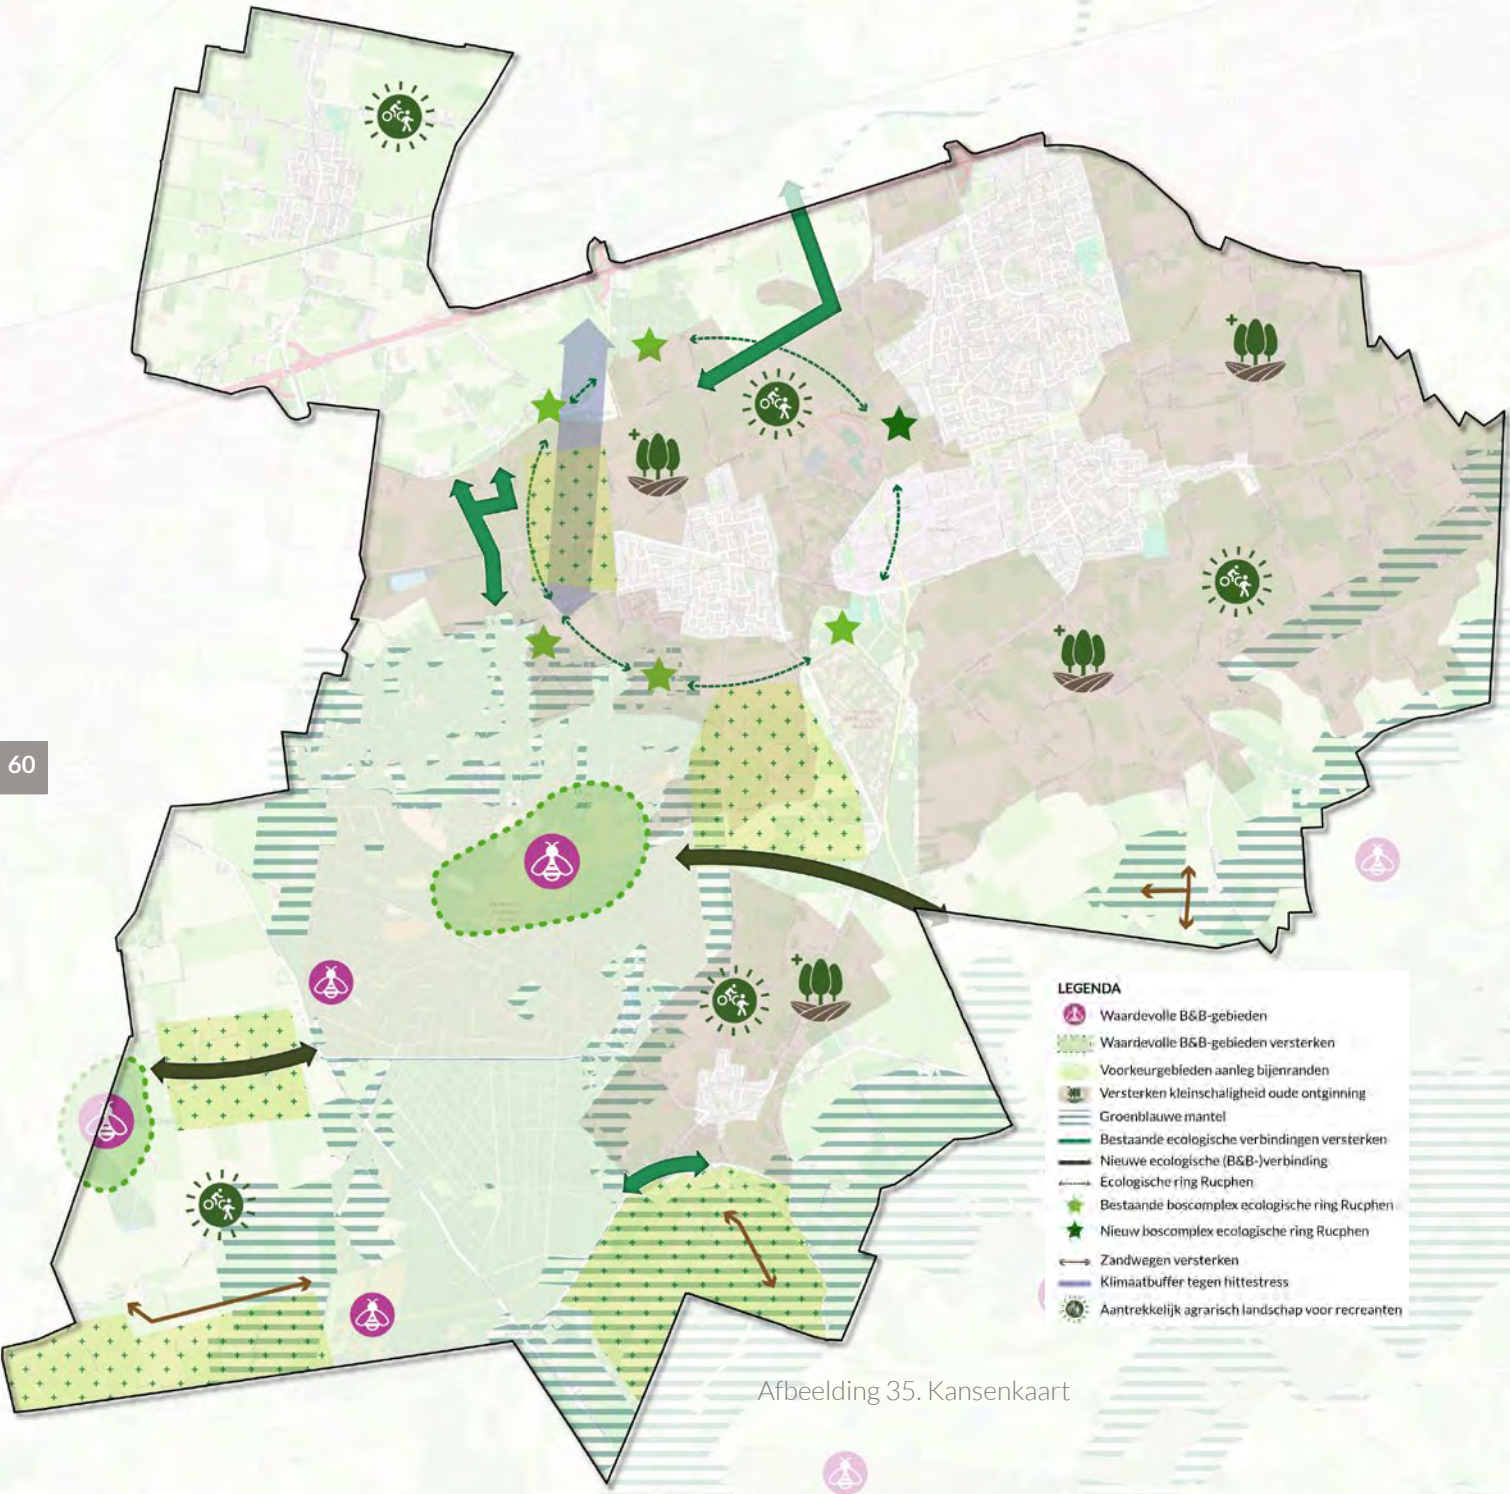 60
LEGENDA
Waardevolle B&B-gebieden
Waardevolle B&B-gebieden versterken
Voorkeurgebieden aanleg bijenranden
Versterken kleinschaligheid oude ontginning
Groenblauwe mantel
Bestaande ecologische verbindingen versterken
Nieuwe ecologische (B&B-)verbinding
Ecologische ring Rucphen
Bestaande boscomplex ecologische ring Rucphen
Nieuw boscomplex ecologische ring Rucphen
Zandwegen versterken
Klimaatbuffer tegen hittestress
Aantrekkelijk agrarisch landschap voor recreanten
Afbeelding 35. Kansenkaart